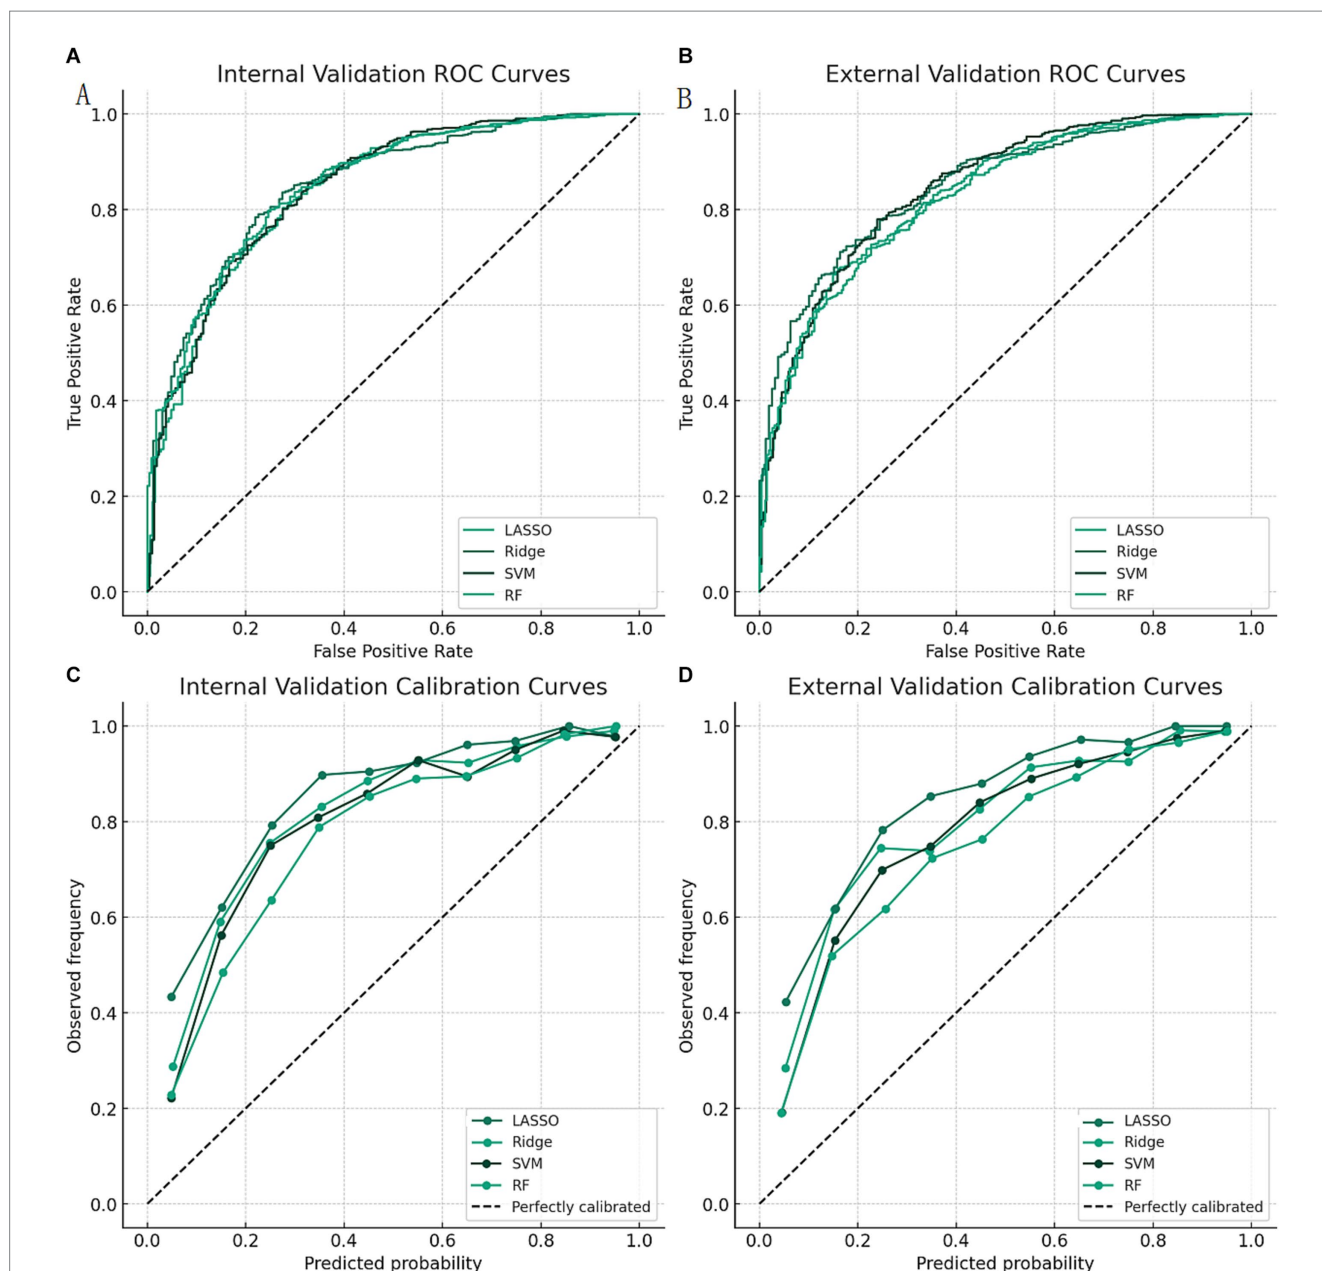 A
Internal Validation ROC Curves
A
1.0
0.8
0.6
0.4
0.2
0.0
True Positive Rate
LASSO
Ridge
SVM
RF
0.0 0.2 0.4 0.6 0.8 1.0
False Positive Rate
B
External Validation ROC Curves
B
1.0
0.8
0.6
0.4
0.2
0.0
True Positive Rate
LASSO
Ridge
SVM
RF
0.0 0.2 0.4 0.6 0.8 1.0
False Positive Rate
C
Internal Validation Calibration Curves
1.0
0.8
0.6
0.4
0.2
0.0
Observed frequency
LASSO
Ridge
SVM
RF
Perfectly calibrated
0.0 0.2 0.4 0.6 0.8 1.0
Predicted probability
D
External Validation Calibration Curves
1.0
0.8
0.6
0.4
0.2
0.0
Observed frequency
LASSO
Ridge
SVM
RF
Perfectly calibrated
0.0 0.2 0.4 0.6 0.8 1.0
Predicted probability